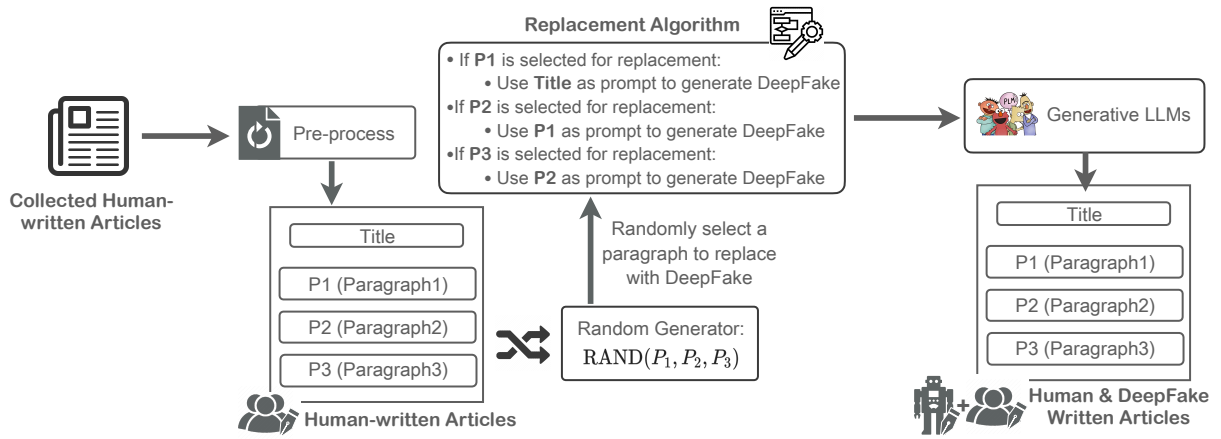 Replacement Algorithm
• If P1 is selected for replacement:
• Use Title as prompt to generate DeepFake
•If P2 is selected for replacement:
• Use P1 as prompt to generate DeepFake
•If P3 is selected for replacement:
• Use P2 as prompt to generate DeepFake
Collected Human-
written Articles
Pre-process
Title
P1 (Paragraph1)
P2 (Paragraph2)
P3 (Paragraph3)
Human-written Articles
Random Generator:
RAND(P₁, P₂, P₃)
Randomly select a
paragraph to replace
with DeepFake
PLM
Generative LLMs
Title
P1 (Paragraph1)
P2 (Paragraph2)
P3 (Paragraph3)
+
Human & DeepFake
Written Articles